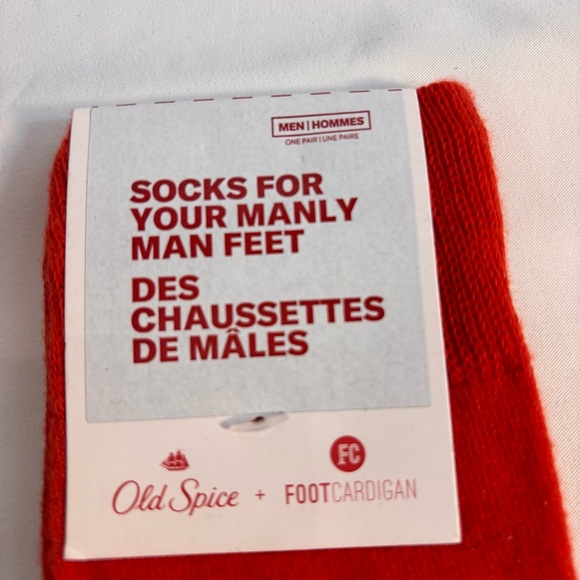 MEN | HOMMES
ONE PAIR | UNE PAIRE
SOCKS FOR
YOUR MANLY
MAN FEET
DES
CHAUSSETTES
DE MÂLES
FC
Old Spice + FOOTCARDIGAN